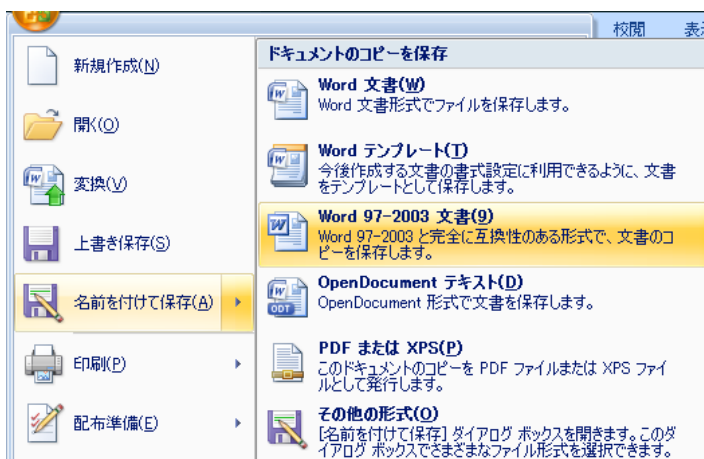 校閲
新規作成(N)
開く(O)
変換(V)
上書き保存(S)
名前を付けて保存(A)
印刷(P)
配布準備(E)
ドキュメントのコピーを保存
Word 文書(W)
Word 文書形式でファイルを保存します。
Word テンプレート(T)
今後作成する文書の書式設定に利用できるように、文書
をテンプレートとして保存します。
Word 97-2003 文書(9)
Word 97-2003 と完全に互換性のある形式で、文書のコ
ピーを保存します。
OpenDocument テキスト(D)
OpenDocument 形式で文書を保存します。
PDF または XPS(P)
このドキュメントのコピーを PDF ファイルまたは XPS ファイ
ルとして発行します。
その他の形式(O)
[名前を付けて保存] ダイアログ ボックスを開きます。このダ
イアログ ボックスでさまざまなファイル形式を選択できます。